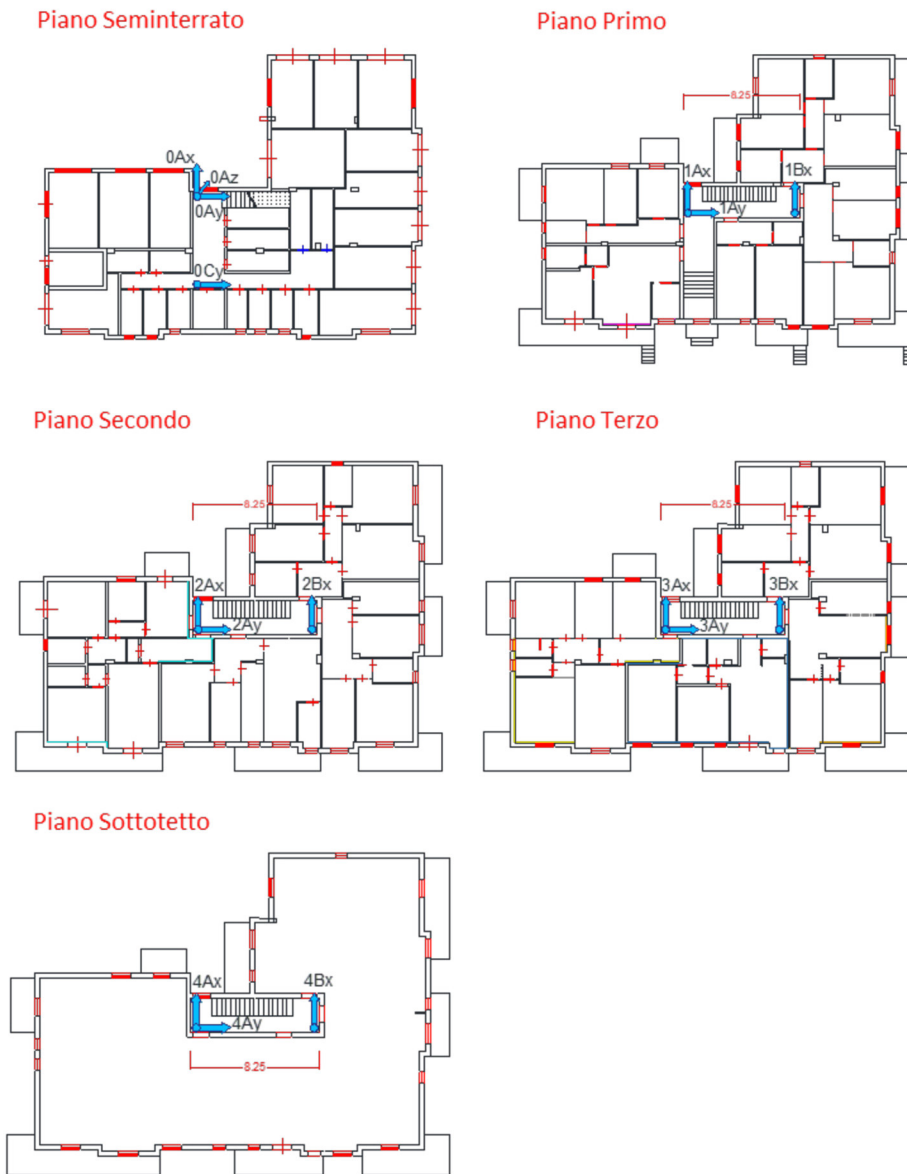 Piano Seminterrato
0Ax
0Az
0Ay
0Cy
Piano Primo
8.25
1Ax
1Bx
1Ay
Piano Secondo
8.25
2Ax
2Bx
2Ay
Piano Terzo
8.25
3Ax
3Bx
3Ay
Piano Sottotetto
4Ax
4Bx
4Ay
8.25